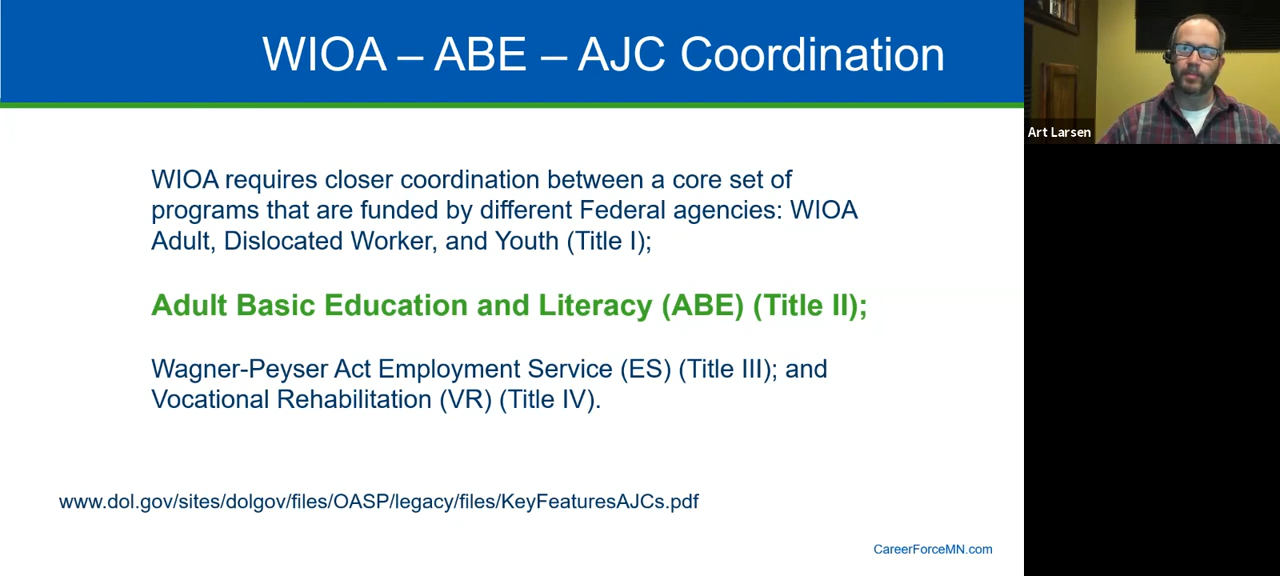 WIOA – ABE – AJC Coordination
Art Larsen
WIOA requires closer coordination between a core set of
programs that are funded by different Federal agencies: WIOA
Adult, Dislocated Worker, and Youth (Title I);
Adult Basic Education and Literacy (ABE) (Title II);
Wagner-Peyser Act Employment Service (ES) (Title III); and
Vocational Rehabilitation (VR) (Title IV).
www.dol.gov/sites/dolgov/files/OASP/legacy/files/KeyFeaturesAJCs.pdf
CareerForceMN.com